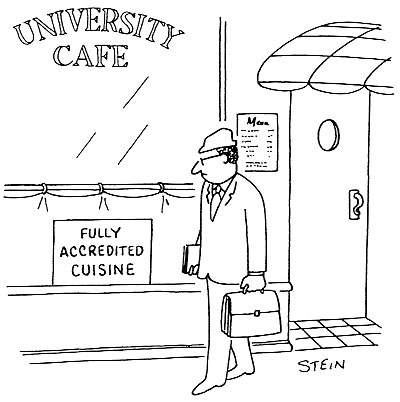 UNIVERSITY
CAFE
Menu
FULLY
ACCREDITED
CUISINE
STEIN